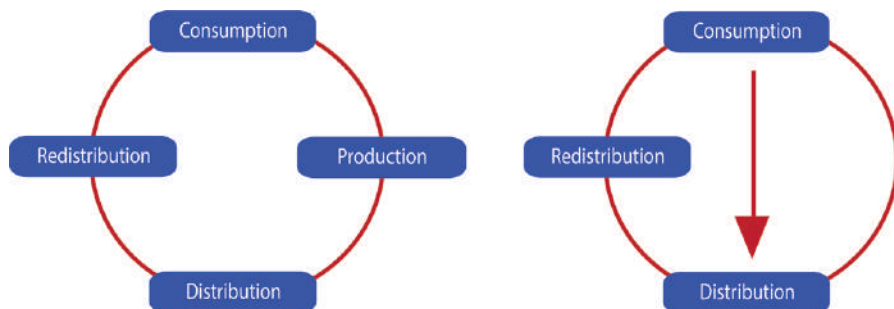 Consumption
Redistribution
Production
Distribution
Consumption
Redistribution
Distribution